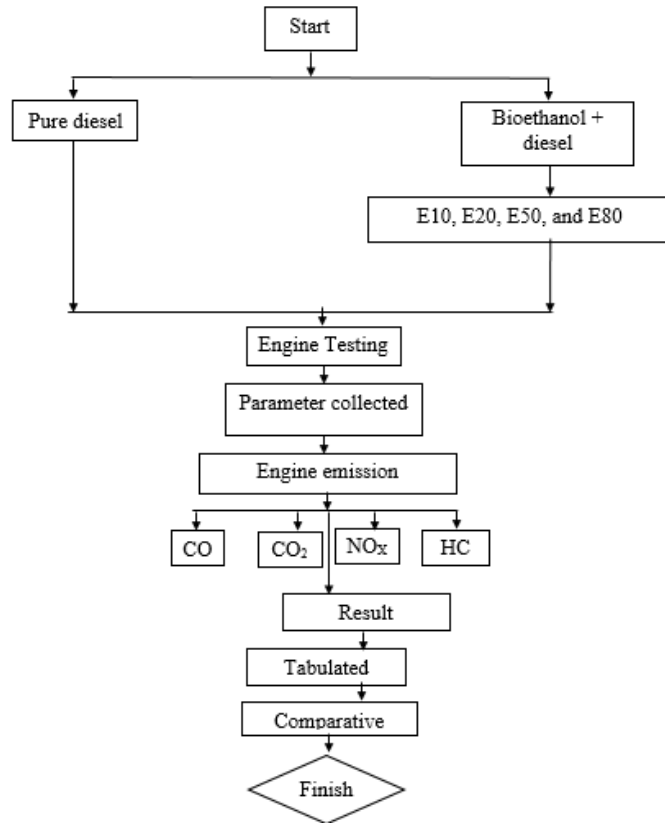 Start
Pure diesel
Bioethanol +
diesel
E10, E20, E50, and E80
Engine Testing
Parameter collected
Engine emission
CO
CO₂
NOx
HC
Result
Tabulated
Comparative
Finish